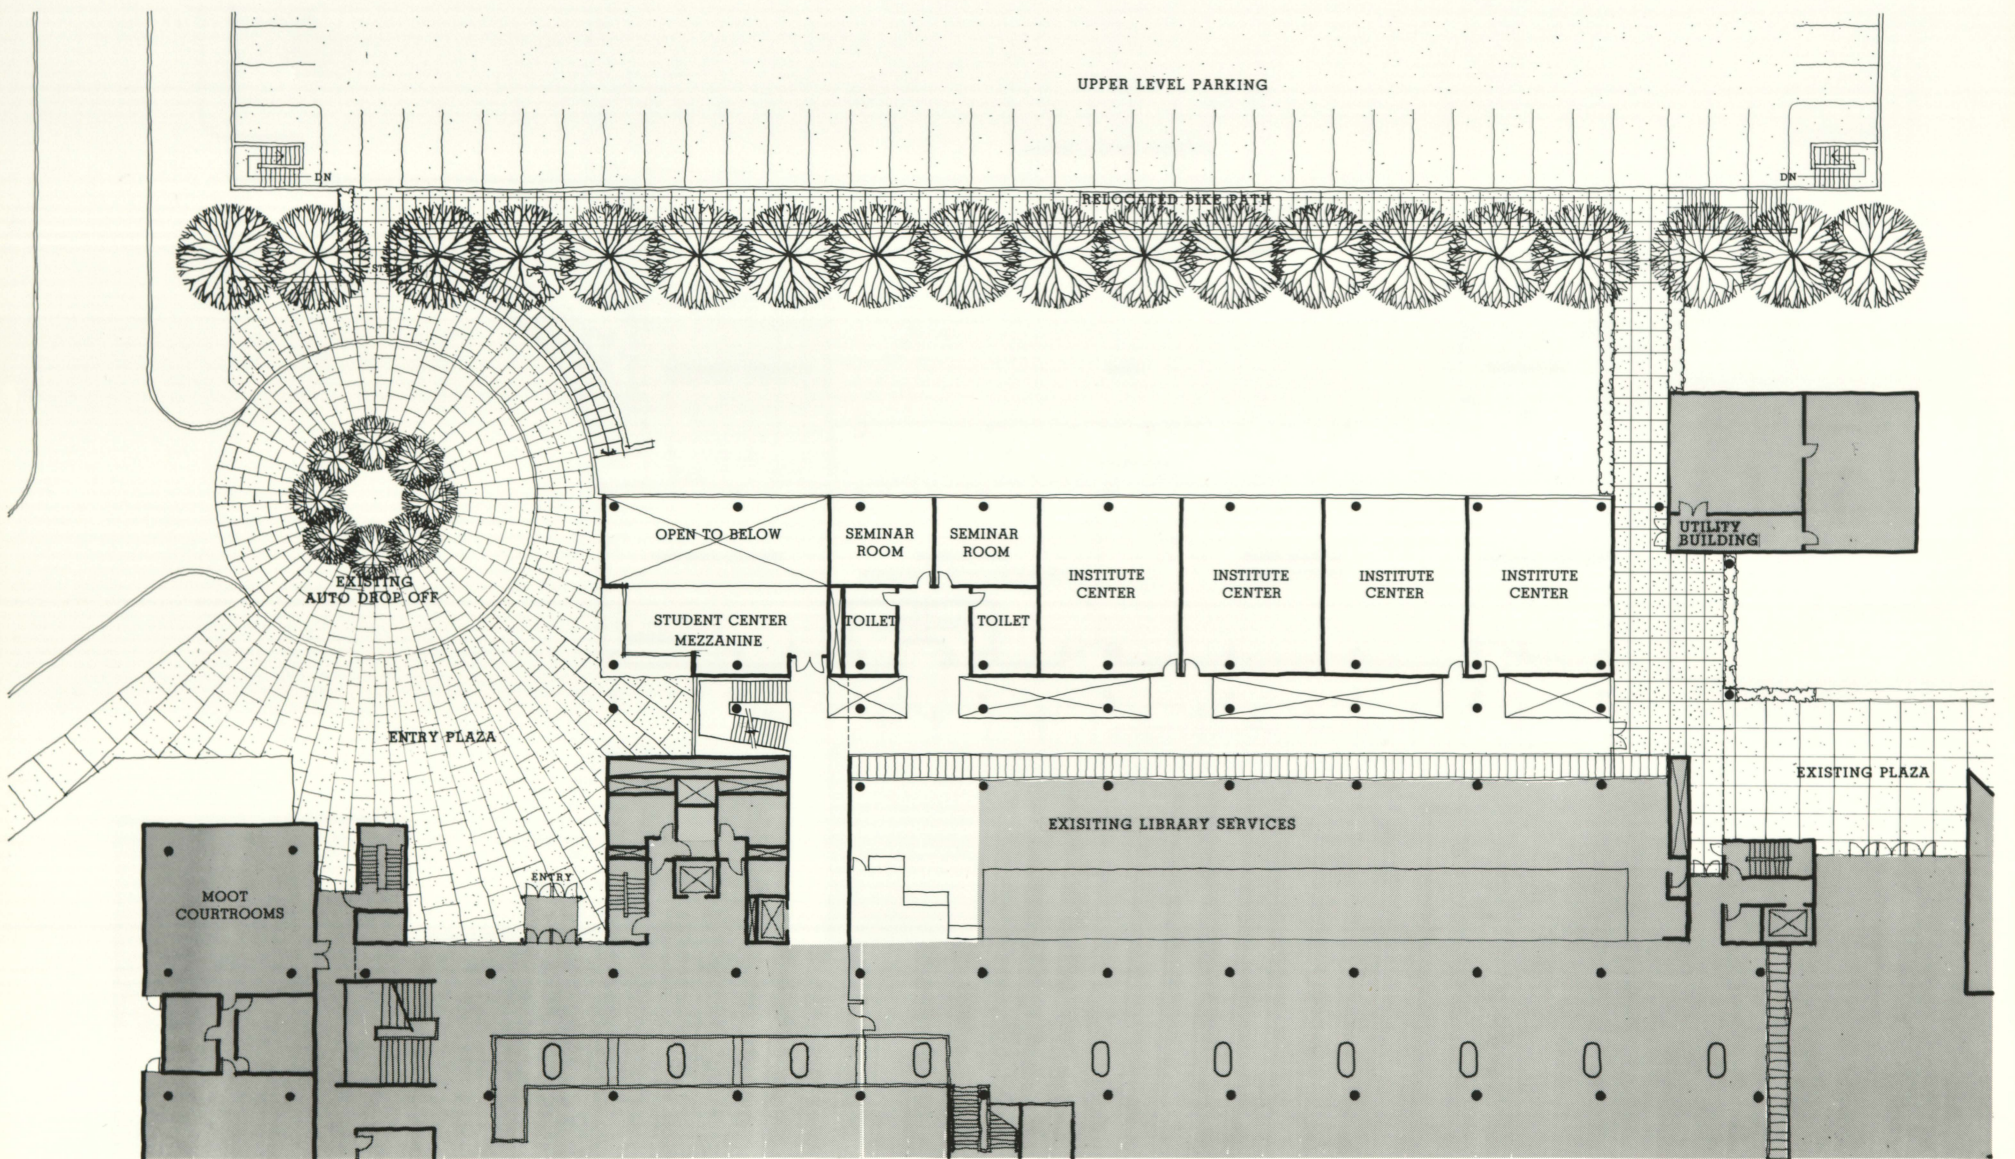 UPPER LEVEL PARKING
DN
DN
RELOCATED BIKE PATH
OPEN TO BELOW
SEMINAR
ROOM
SEMINAR
ROOM
INSTITUTE
CENTER
INSTITUTE
CENTER
INSTITUTE
CENTER
INSTITUTE
CENTER
UTILITY
BUILDING
EXISTING
AUTO DROP OFF
STUDENT CENTER
MEZZANINE
TOILET
TOILET
ENTRY PLAZA
EXISTING PLAZA
EXISITING LIBRARY SERVICES
ENTRY
MOOT
COURTROOMS